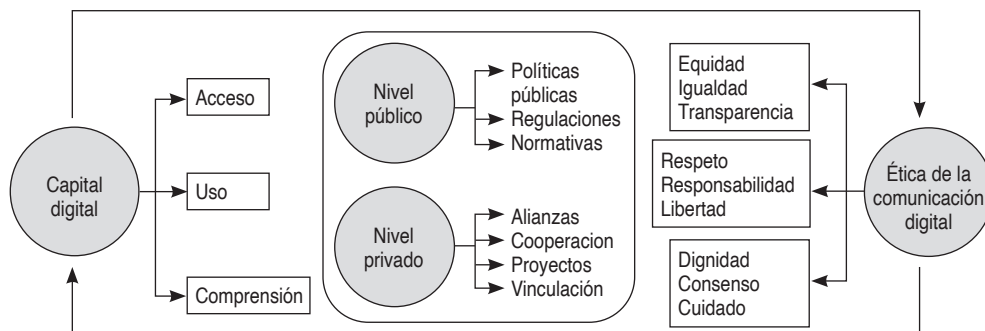 Capital
digital
Acceso
Uso
Comprensión
Nivel
público
Políticas
públicas
Regulaciones
Normativas
Nivel
privado
Alianzas
Cooperacion
Proyectos
Vinculación
Equidad
Igualdad
Transparencia
Respeto
Responsabilidad
Libertad
Dignidad
Consenso
Cuidado
Ética de la
comunicación
digital